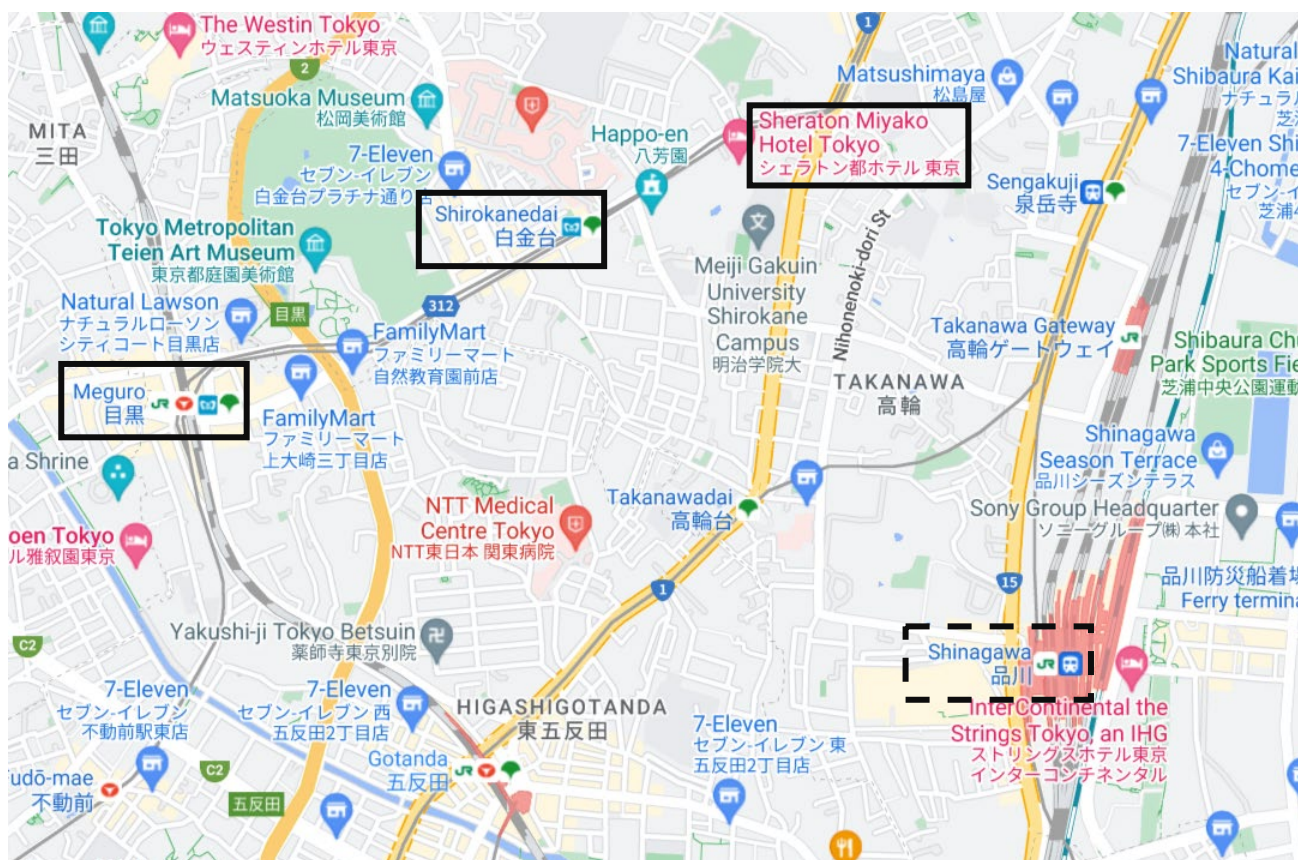 The Westin Tokyo
ウェスティンホテル東京
2
1
Matsuoka Museum
松岡美術館
Matsushimaya
松島屋
Natural
Shibaura Kai
ナチュラ
芝浦
MITA
三田
Happo-en
八芳園
Sheraton Miyako
Hotel Tokyo
シェラトン都ホテル 東京
7-Eleven Shi
4-Chome
セブン-イレ
芝浦4
7-Eleven
セブン-イレブン
白金台プラチナ通り店
Sengakuji
泉岳寺
Shirokanedai
白金台
文
Tokyo Metropolitan
Teien Art Museum
東京都庭園美術館
Meiji Gakuin
University
Shirokane
Campus
明治学院大
Nihonenoki-dori St
Natural Lawson
ナチュラルローソン
シティコート目黒店
目黒
312
FamilyMart
ファミリーマート
自然教育園前店
Takanawa Gateway
高輪ゲートウェイ
JR
Shibaura Chu
Park Sports Fie
芝浦中央公園運動
Meguro
目黒
JR
TAKANAWA
高輪
FamilyMart
ファミリーマート
上大崎三丁目店
a Shrine
Shinagawa
Season Terrace
品川シーズンテラス
NTT Medical
Centre Tokyo
NTT東日本 関東病院
Takanawadai
高輪台
Sony Group Headquarter
ソニーグループ㈱ 本社
oen Tokyo
ル雅叙園東京
1
15
品川防災船着場
Ferry termina
C2
Yakushi-ji Tokyo Betsuin
薬師寺東京別院
卍
Shinagawa
品川
JR
7-Eleven
セブン-イレブン
不動前駅東店
7-Eleven
セブン-イレブン 西
五反田2丁目店
HIGASHIGOTANDA
東五反田
7-Eleven
セブン-イレブン 東
五反田2丁目店
InterContinental the
Strings Tokyo, an IHG
ストリングスホテル東京
インターコンチネンタル
Gotanda
五反田
JR
C2
Fudō-mae
不動前
五反田